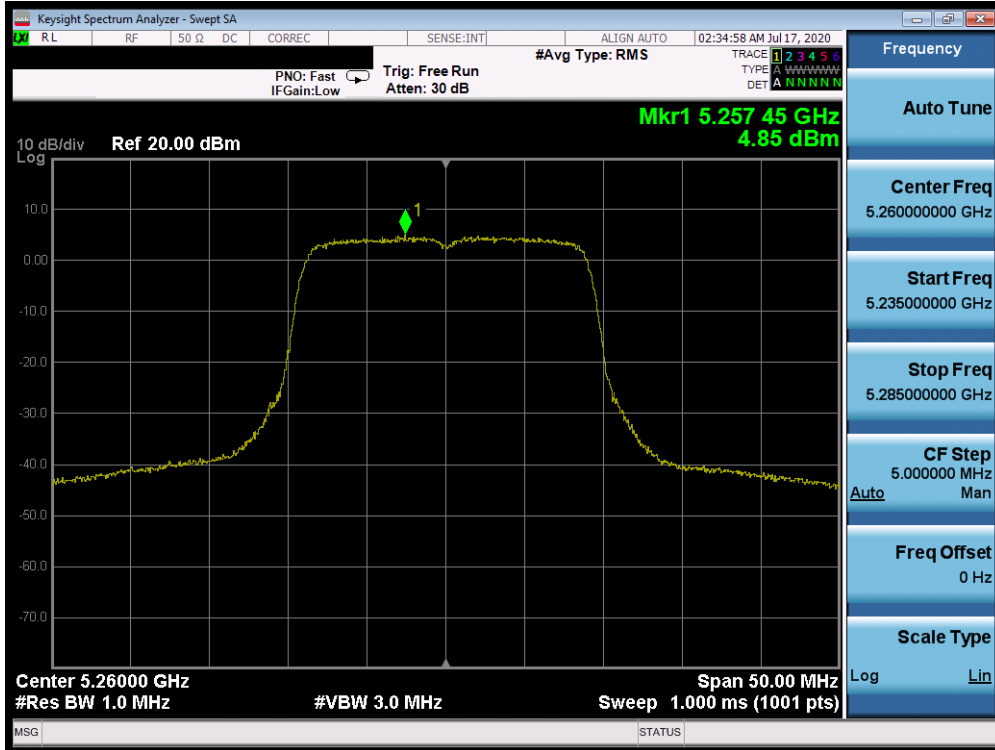 Keysight Spectrum Analyzer - Swept SA
LXI RL RF 50 Ω DC CORREC SENSE:INT ALIGN AUTO 02:34:58 AM Jul 17, 2020
#Avg Type: RMS
TRACE 1 2 3 4 5 6
TYPE A WWWWW
DET A N N N N N
PNO: Fast
IFGain:Low
Trig: Free Run
Atten: 30 dB
Mkr1 5.257 45 GHz
4.85 dBm
10 dB/div Ref 20.00 dBm
Log
1
10.0
0.00
-10.0
-20.0
-30.0
-40.0
-50.0
-60.0
-70.0
Center 5.26000 GHz Span 50.00 MHz
#Res BW 1.0 MHz #VBW 3.0 MHz Sweep 1.000 ms (1001 pts)
MSG STATUS
Frequency
Auto Tune
Center Freq
5.260000000 GHz
Start Freq
5.235000000 GHz
Stop Freq
5.285000000 GHz
CF Step
5.000000 MHz
Auto Man
Freq Offset
0 Hz
Scale Type
Log Lin